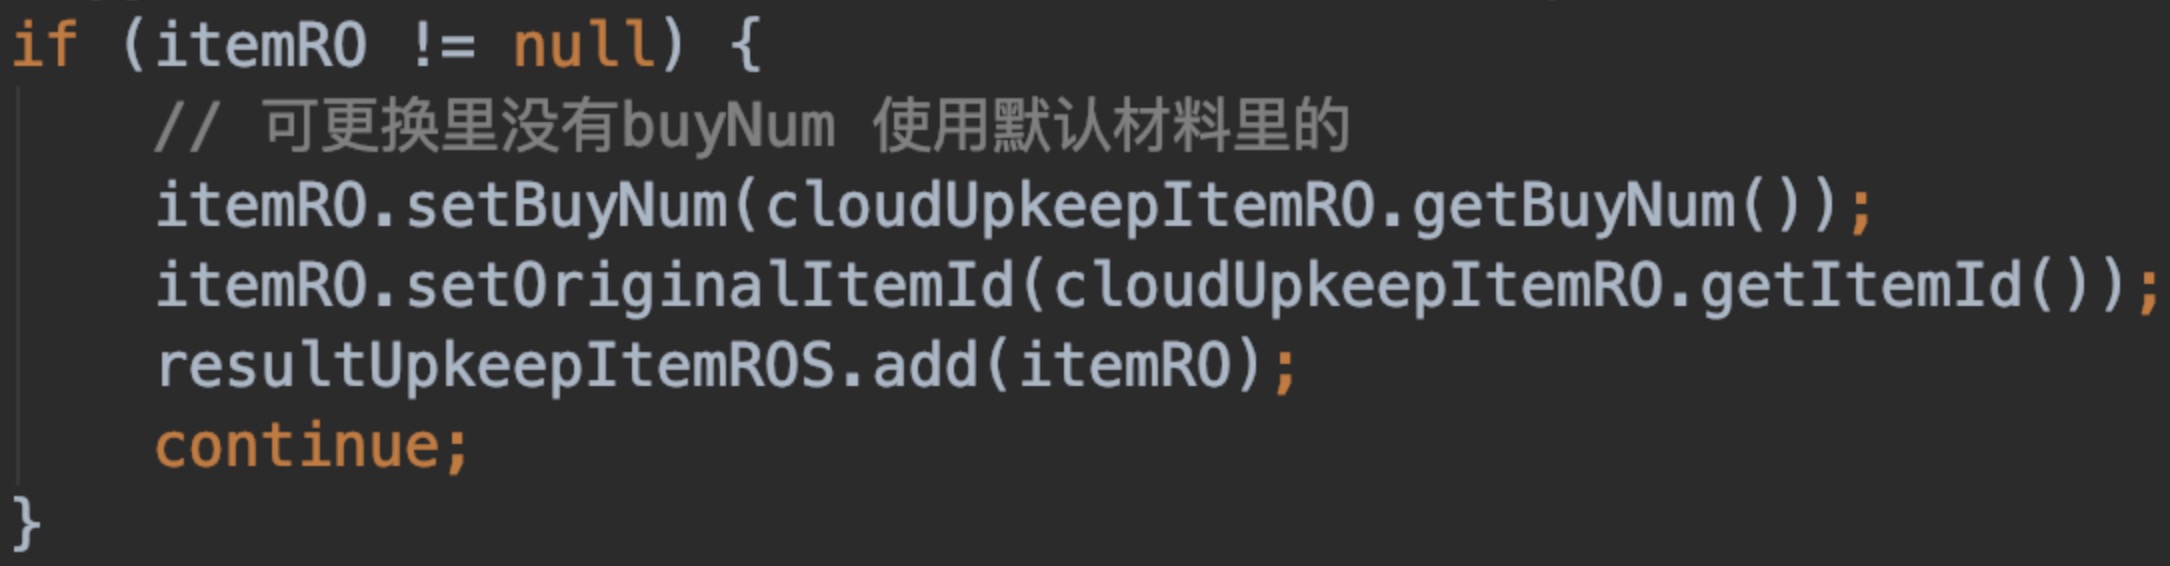 if (itemRO != null) {
// 可更换里没有buyNum 使用默认材料里的
itemRO.setBuyNum(cloudUpkeepItemRO.getBuyNum());
itemRO.setOriginalItemId(cloudUpkeepItemRO.getItemId());
resultUpkeepItemROS.add(itemRO);
continue;
}